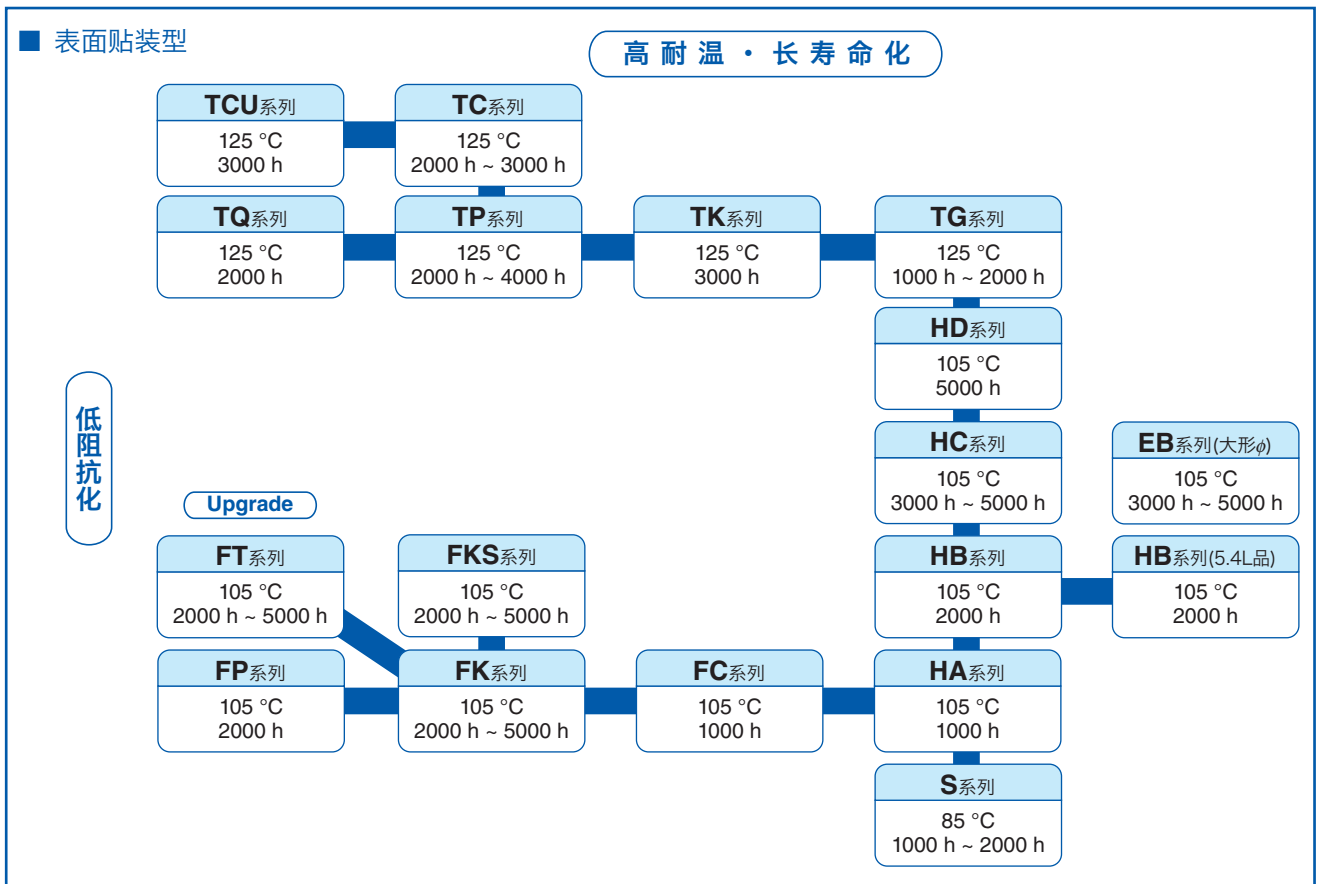 ■ 表面贴装型
高耐温・长寿命化
TCU系列
125 °C
3000 h
TC系列
125 °C
2000 h ~ 3000 h
TQ系列
125 °C
2000 h
TP系列
125 °C
2000 h ~ 4000 h
TK系列
125 °C
3000 h
TG系列
125 °C
1000 h ~ 2000 h
HD系列
105 °C
5000 h
低阻抗化
HC系列
105 °C
3000 h ~ 5000 h
EB系列(大形ø)
105 °C
3000 h ~ 5000 h
Upgrade
FT系列
105 °C
2000 h ~ 5000 h
FKS系列
105 °C
2000 h ~ 5000 h
HB系列
105 °C
2000 h
HB系列(5.4L品)
105 °C
2000 h
FP系列
105 °C
2000 h
FK系列
105 °C
2000 h ~ 5000 h
FC系列
105 °C
1000 h
HA系列
105 °C
1000 h
S系列
85 °C
1000 h ~ 2000 h